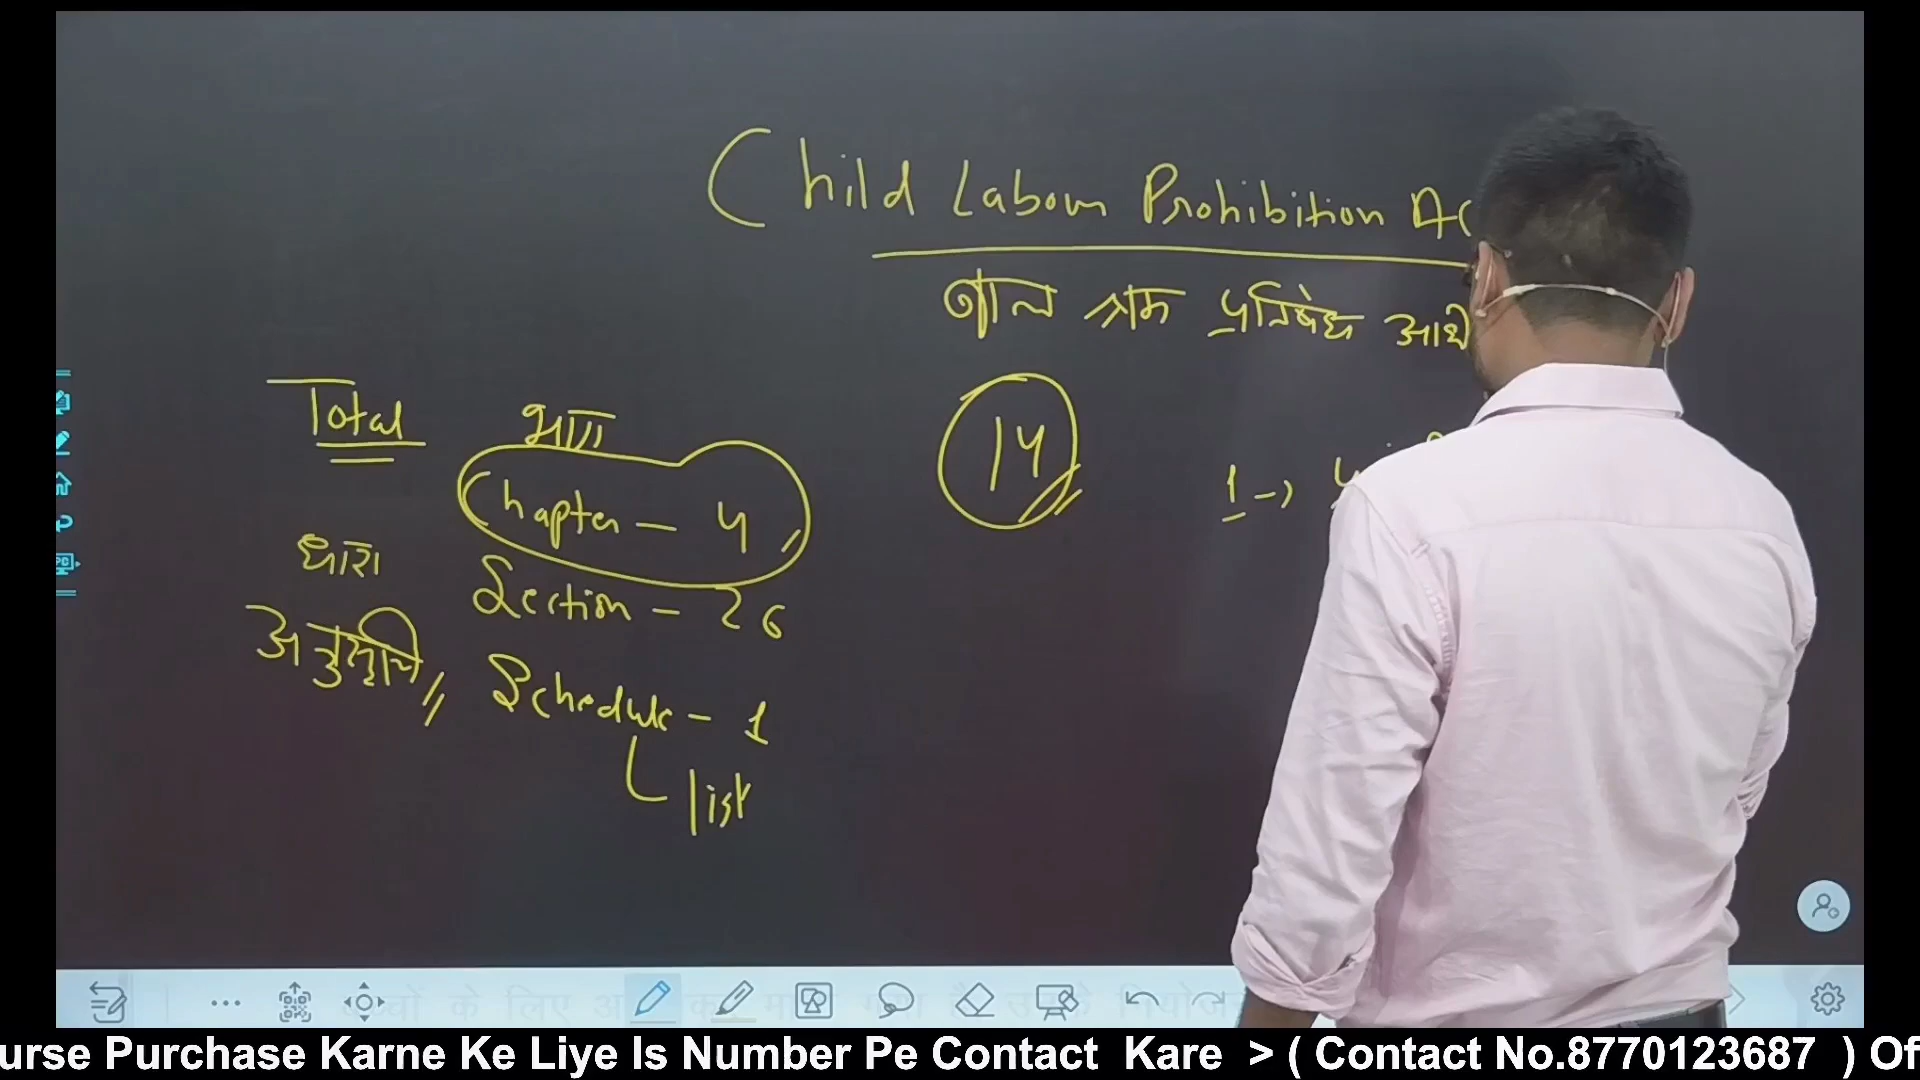 Child Labour Prohibition Ac
बाल श्रम प्रतिषेध अधि
Total
भाग
14
Chapter - 4
1 →
धारा
Section - 26
अनुसूची
Schedule - 1
list
urse Purchase Karne Ke Liye Is Number Pe Contact Kare > ( Contact No.8770123687 ) Of